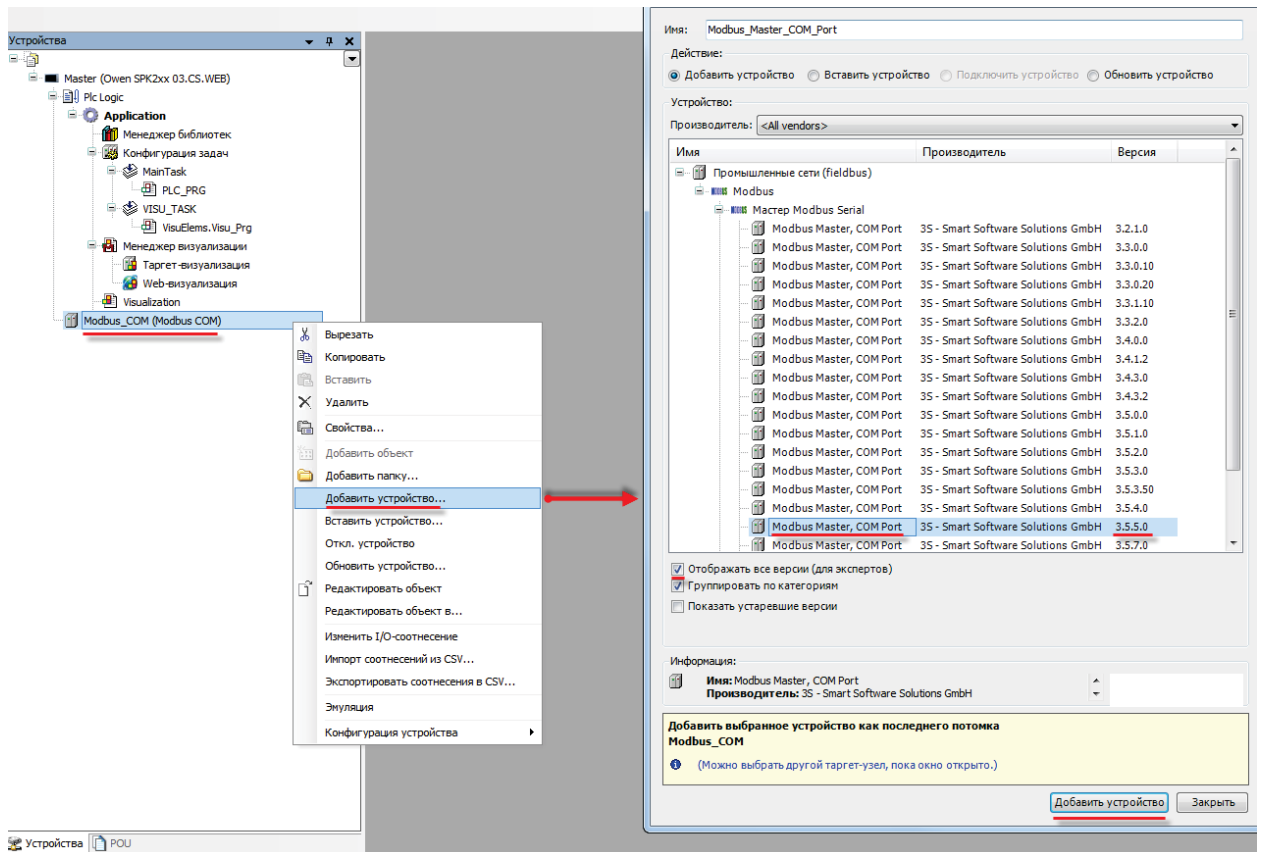 Устройства
Master (Owen SPK2xx 03.CS.WEB)
Plc Logic
Application
Менеджер библиотек
Конфигурация задач
MainTask
PLC_PRG
VISU_TASK
VisuElems.Visu_Prg
Менеджер визуализации
Таргет-визуализация
Web-визуализация
Visualization
Modbus_COM (Modbus COM)
Вырезать
Копировать
Вставить
Удалить
Свойства...
Добавить объект
Добавить папку...
Добавить устройство...
Вставить устройство...
Откл. устройство
Обновить устройство...
Редактировать объект
Редактировать объект в...
Изменить I/O-соотнесение
Импорт соотнесений из CSV...
Экспортировать соотнесения в CSV...
Эмуляция
Конфигурация устройства
Устройства POU
Имя: Modbus_Master_COM_Port
Действие:
Добавить устройство Вставить устройство Подключить устройство Обновить устройство
Устройство:
Производитель: <All vendors>
Имя Производитель Версия
Промышленные сети (fieldbus)
MODBUS Modbus
MODBUS Мастер Modbus Serial
Modbus Master, COM Port 3S - Smart Software Solutions GmbH 3.2.1.0
Modbus Master, COM Port 3S - Smart Software Solutions GmbH 3.3.0.0
Modbus Master, COM Port 3S - Smart Software Solutions GmbH 3.3.0.10
Modbus Master, COM Port 3S - Smart Software Solutions GmbH 3.3.0.20
Modbus Master, COM Port 3S - Smart Software Solutions GmbH 3.3.1.10
Modbus Master, COM Port 3S - Smart Software Solutions GmbH 3.3.2.0
Modbus Master, COM Port 3S - Smart Software Solutions GmbH 3.4.0.0
Modbus Master, COM Port 3S - Smart Software Solutions GmbH 3.4.1.2
Modbus Master, COM Port 3S - Smart Software Solutions GmbH 3.4.3.0
Modbus Master, COM Port 3S - Smart Software Solutions GmbH 3.4.3.2
Modbus Master, COM Port 3S - Smart Software Solutions GmbH 3.5.0.0
Modbus Master, COM Port 3S - Smart Software Solutions GmbH 3.5.1.0
Modbus Master, COM Port 3S - Smart Software Solutions GmbH 3.5.2.0
Modbus Master, COM Port 3S - Smart Software Solutions GmbH 3.5.3.0
Modbus Master, COM Port 3S - Smart Software Solutions GmbH 3.5.3.50
Modbus Master, COM Port 3S - Smart Software Solutions GmbH 3.5.4.0
Modbus Master, COM Port 3S - Smart Software Solutions GmbH 3.5.5.0
Modbus Master, COM Port 3S - Smart Software Solutions GmbH 3.5.7.0
Отображать все версии (для экспертов)
Группировать по категориям
Показать устаревшие версии
Информация:
Имя: Modbus Master, COM Port
Производитель: 3S - Smart Software Solutions GmbH
Добавить выбранное устройство как последнего потомка
Modbus_COM
(Можно выбрать другой таргет-узел, пока окно открыто.)
Добавить устройство Закрыть